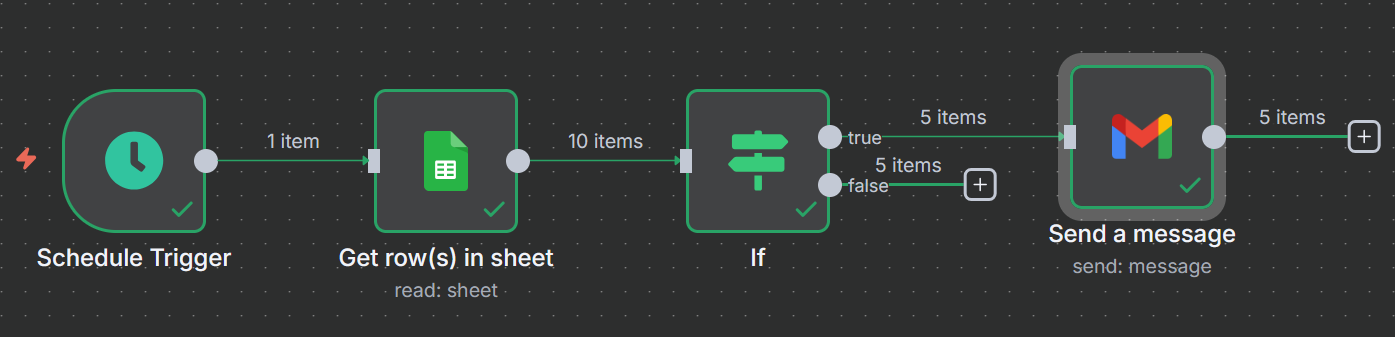 1 item
10 items
5 items
true
5 items
false
5 items
Schedule Trigger
Get row(s) in sheet
read: sheet
If
Send a message
send: message